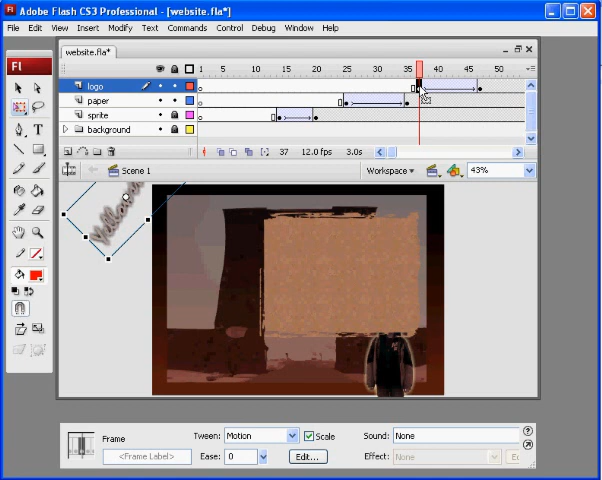 Adobe Flash CS3 Professional - [website.fla*]
File Edit View Insert Modify Text Commands Control Debug Window Help
website.fla*
Fl
1 5 10 15 20 25 30 35 40 45 50
logo
paper
sprite
background
37 12.0 fps 3.0s
Scene 1 Workspace 43%
T
Frame Tween: Motion Scale Sound: None
<Frame Label> Ease: 0 Edit... Effect: None